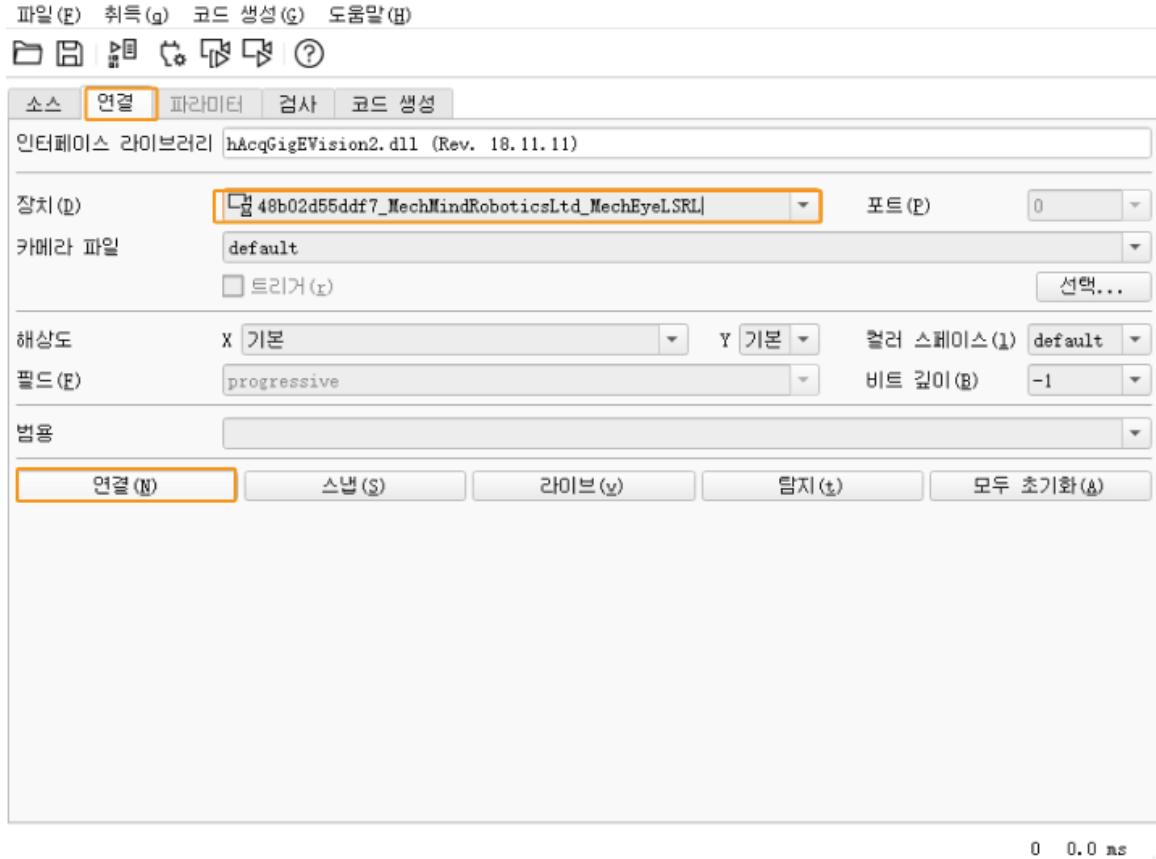 파일(F) 취득(g) 코드 생성(G) 도움말(H)
소스 연결 파라미터 검사 코드 생성
인터페이스 라이브러리 hAcqGigEVision2.dll (Rev. 18.11.11)
장치(D) 48b02d55ddf7_MechMindRoboticsLtd_MechEyeLSRL 포트(P) 0
카메라 파일 default
트리거(r) 선택...
해상도 X 기본 Y 기본 컬러 스페이스(l) default
필드(F) progressive 비트 깊이(B) -1
범용
연결(N) 스냅(S) 라이브(v) 탐지(t) 모두 초기화(A)
0 0.0 ms